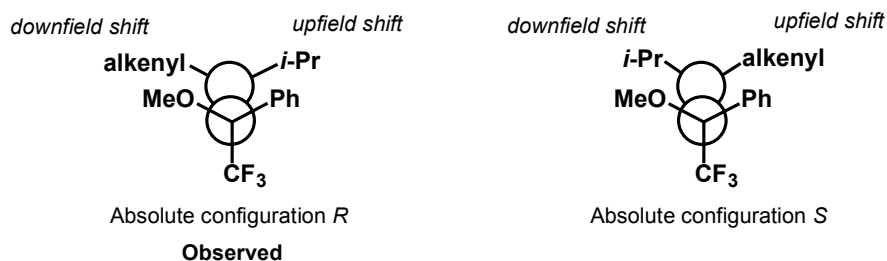 downfield shift upfield shift
alkenyl i-Pr
MeO Ph
CF3
Absolute configuration R
Observed
downfield shift upfield shift
i-Pr alkenyl
MeO Ph
CF3
Absolute configuration S